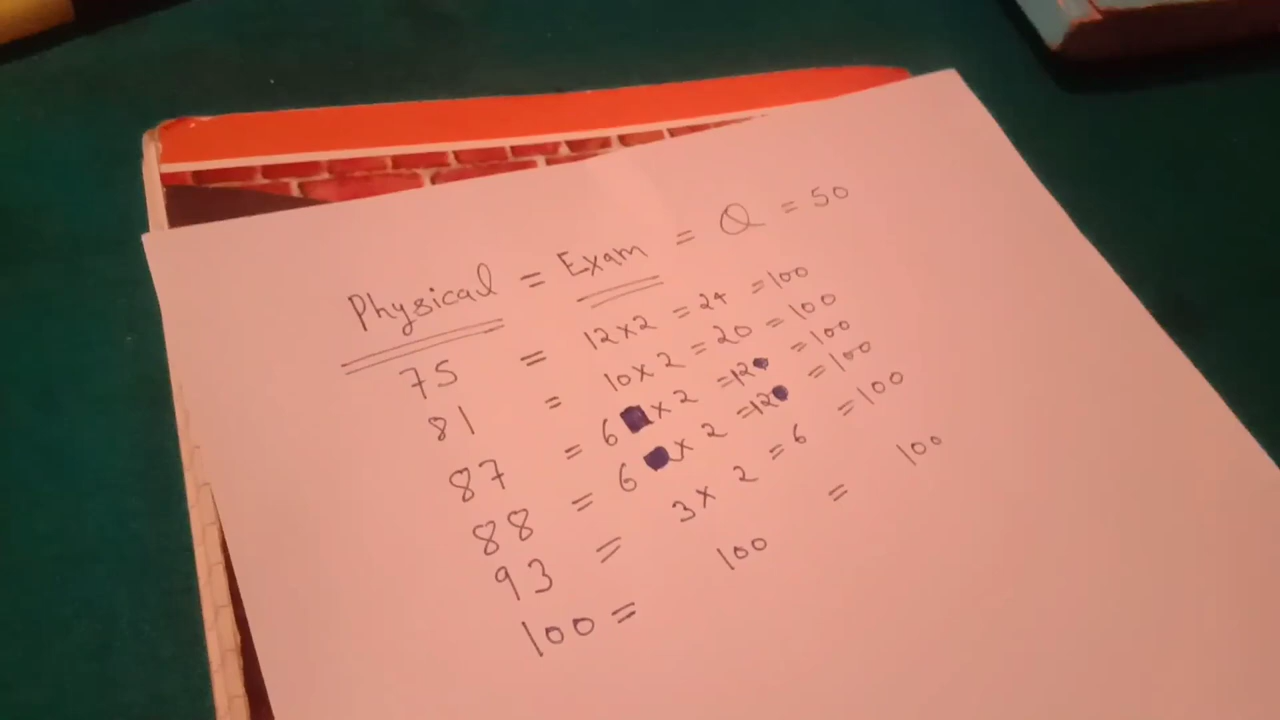 Physical = Exam = Q = 50
75 = 12x2 = 24 = 100
81 = 10x2 = 20 = 100
87 = 6 x2 = 12 = 100
88 = 6 x 2 = 12 = 100
93 = 3x 2 = 6 = 100
100 = 100 = 100